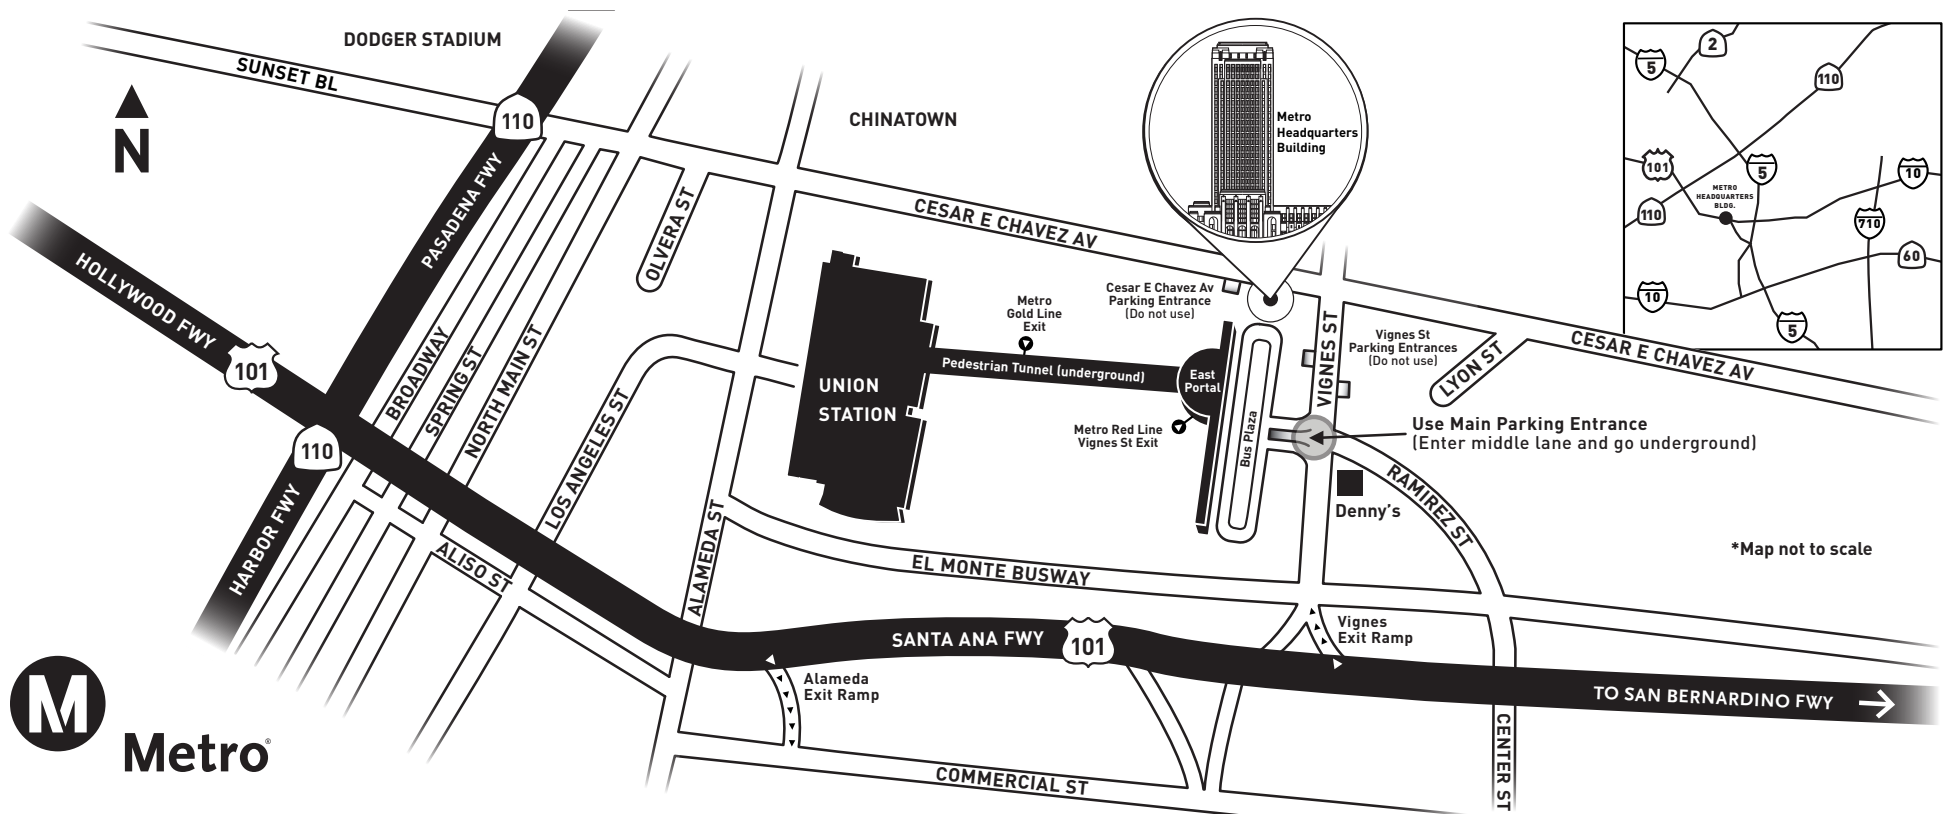 DODGER STADIUM
SUNSET BL
N
110
PASADENA FWY
CHINATOWN
Metro
Headquarters
Building
OLVERA ST
CESAR E CHAVEZ AV
HOLLYWOOD FWY
101
110
HARBOR FWY
BROADWAY
SPRING ST
NORTH MAIN ST
LOS ANGELES ST
ALISO ST
ALAMEDA ST
UNION
STATION
Metro
Gold Line
Exit
Pedestrian Tunnel (underground)
Cesar E Chavez Av
Parking Entrance
(Do not use)
East
Portal
Metro Red Line
Vignes St Exit
Bus Plaza
VIGNES ST
Vignes St
Parking Entrances
(Do not use)
LYON ST
CESAR E CHAVEZ AV
Use Main Parking Entrance
(Enter middle lane and go underground)
RAMIREZ ST
Denny's
*Map not to scale
EL MONTE BUSWAY
SANTA ANA FWY
101
Vignes
Exit Ramp
Alameda
Exit Ramp
TO SAN BERNARDINO FWY
CENTER ST
COMMERCIAL ST
M
Metro®
2
5
110
101
5
10
METRO
HEADQUARTERS
BLDG.
110
710
60
10
5